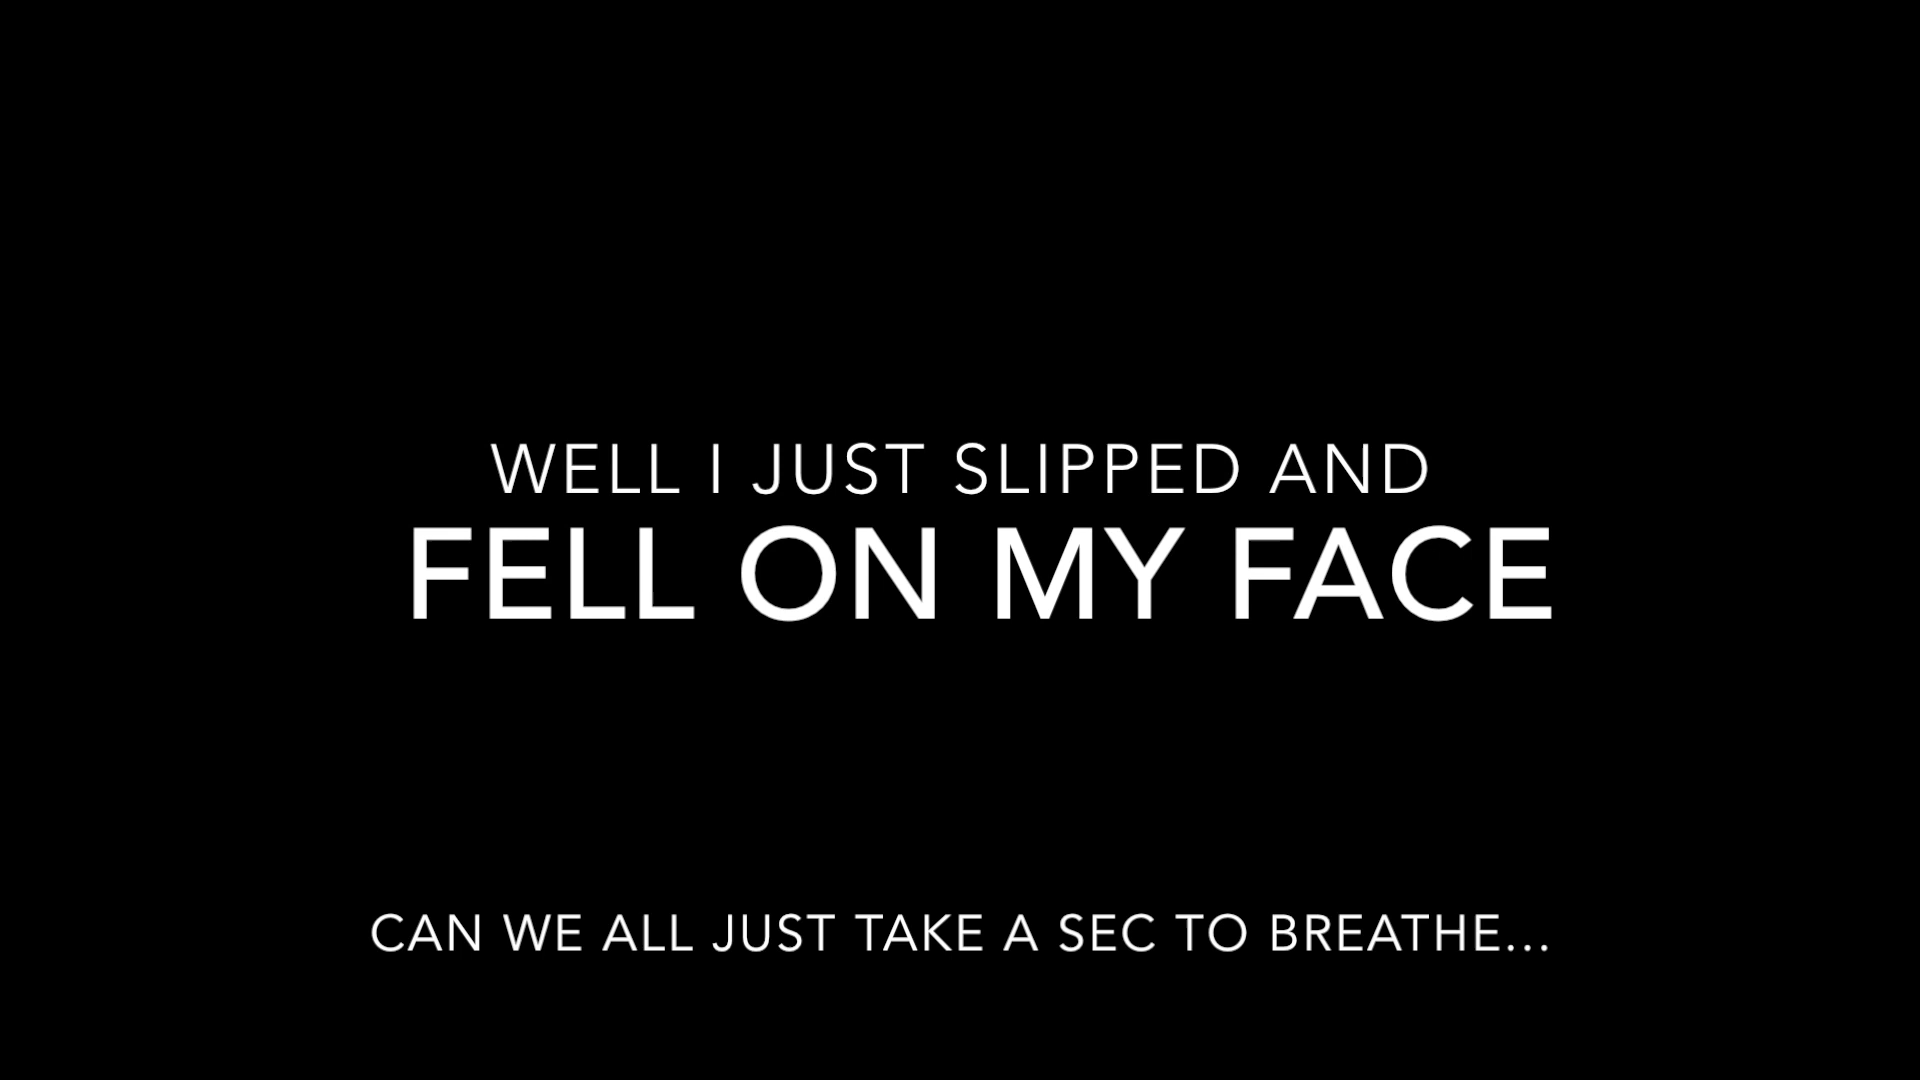 WELL I JUST SLIPPED AND
FELL ON MY FACE
CAN WE ALL JUST TAKE A SEC TO BREATHE...